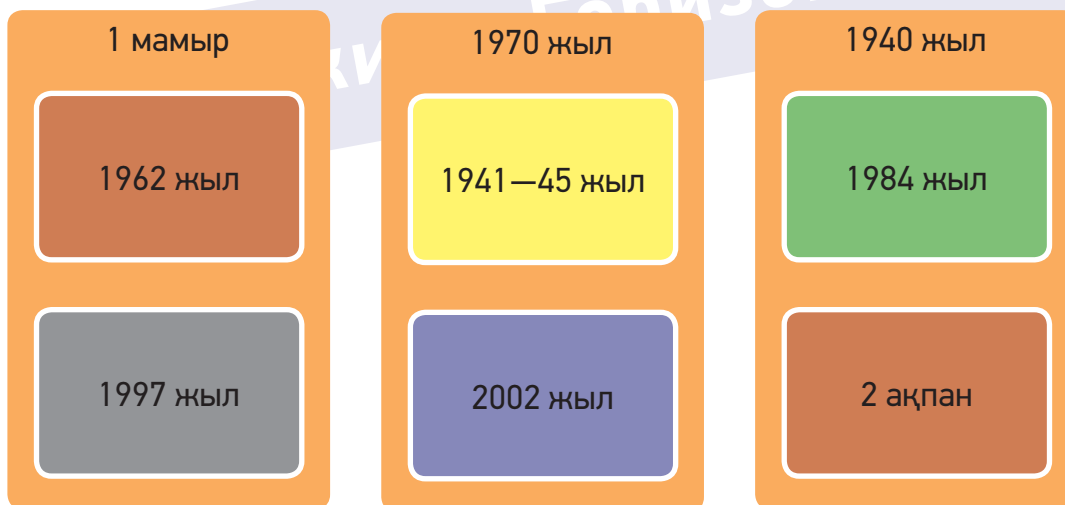 1 мамыр
1962 жыл
1997 жыл
1970 жыл
1941—45 жыл
2002 жыл
1940 жыл
1984 жыл
2 ақпан